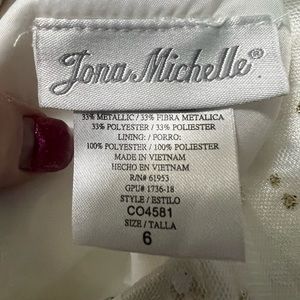 Jona Michelle®
33% METALLIC / 33% FIBRA METALICA
33% POLYESTER / 33% POLIESTER
LINING: / FORRO:
100% POLYESTER / 100% POLIESTER
MADE IN VIETNAM
HECHO EN VIETNAM
R/N# 61953
GPU# 1736-18
STYLE / ESTILO
CO4581
SIZE / TALLA
6